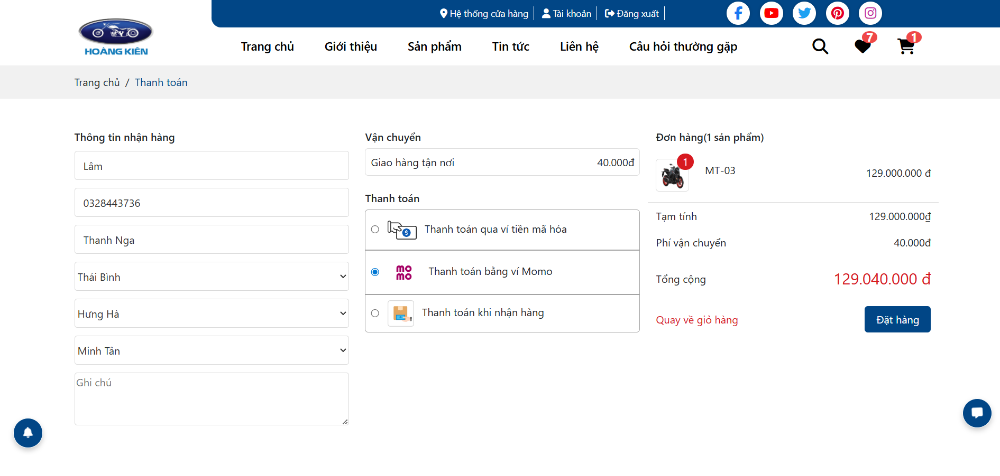 Hệ thống cửa hàng
Tài khoản
Đăng xuất
HOÀNG KIÊN
Trang chủ
Giới thiệu
Sản phẩm
Tin tức
Liên hệ
Câu hỏi thường gặp
7
1
Trang chủ / Thanh toán
Thông tin nhận hàng
Lâm
0328443736
Thanh Nga
Thái Bình
Hưng Hà
Minh Tân
Ghi chú
Vận chuyển
Giao hàng tận nơi 40.000đ
Thanh toán
Thanh toán qua ví tiền mã hóa
mo
mo
Thanh toán bằng ví Momo
Thanh toán khi nhận hàng
Đơn hàng(1 sản phẩm)
1
MT-03 129.000.000 đ
Tạm tính 129.000.000₫
Phí vận chuyển 40.000đ
Tổng cộng 129.040.000 đ
Quay về giỏ hàng
Đặt hàng